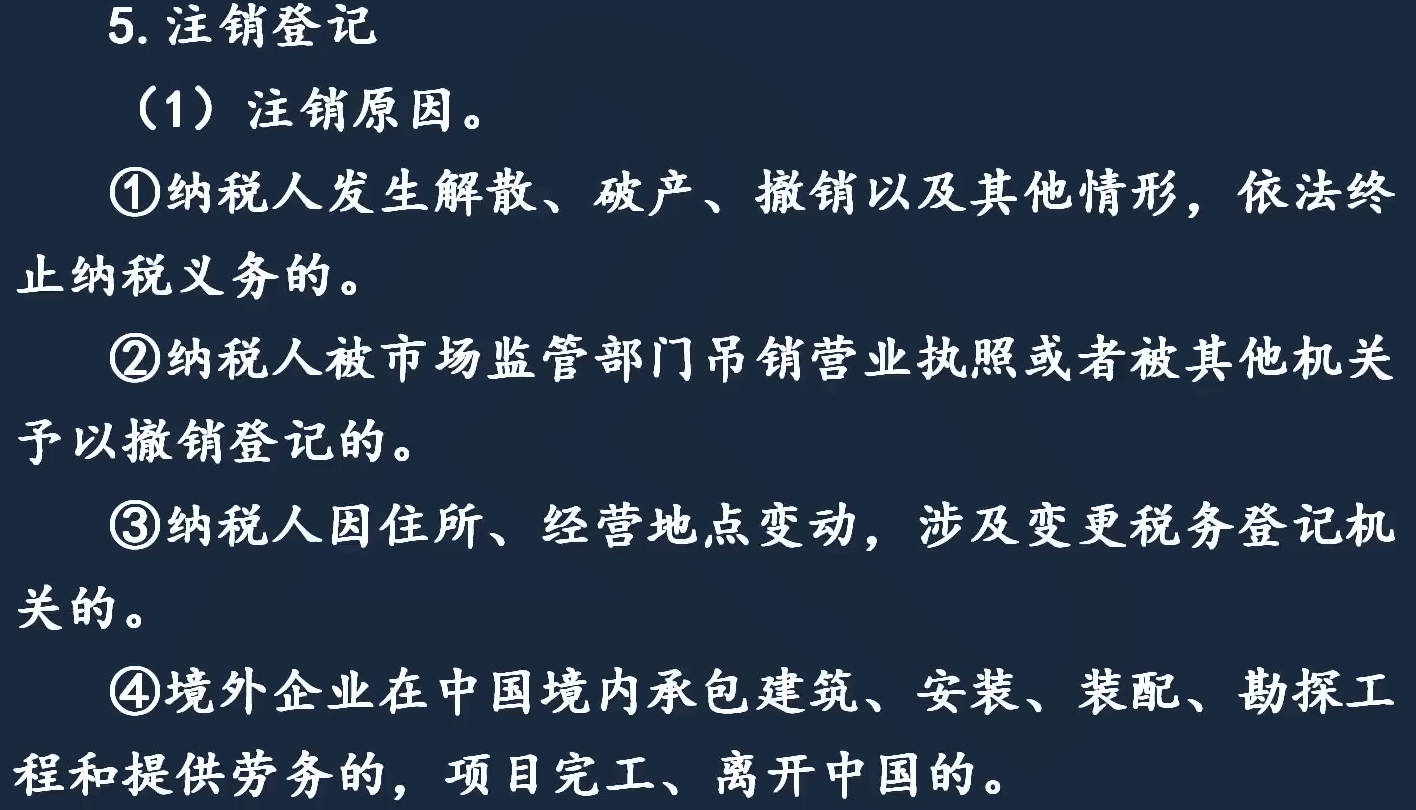 5.注销登记
（1）注销原因。
①纳税人发生解散、破产、撤销以及其他情形，依法终
止纳税义务的。
②纳税人被市场监管部门吊销营业执照或者被其他机关
予以撤销登记的。
③纳税人因住所、经营地点变动，涉及变更税务登记机
关的。
④境外企业在中国境内承包建筑、安装、装配、勘探工
程和提供劳务的，项目完工、离开中国的。